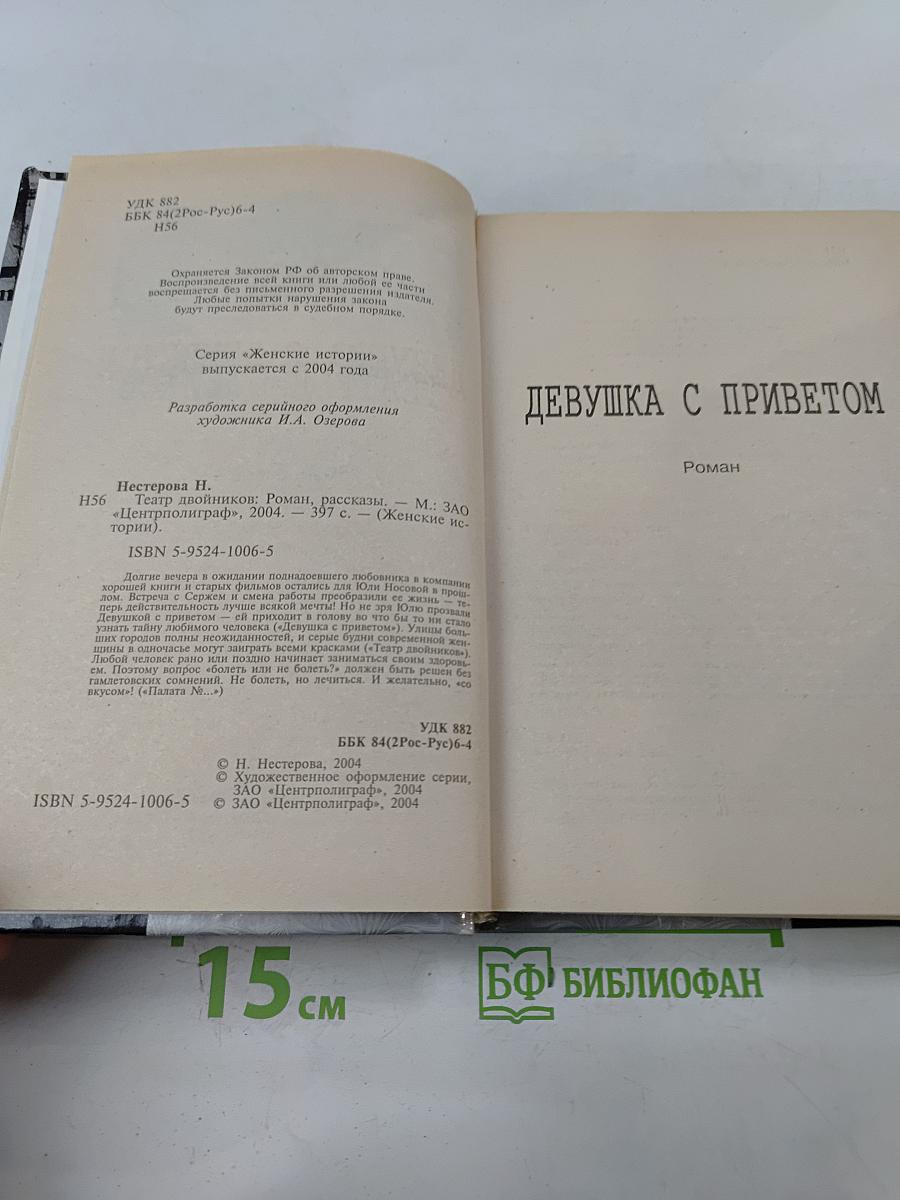 УДК 882
ББК 84(2Рос-Рус)6-4
Н56
Охраняется Законом РФ об авторском праве.
Воспроизведение всей книги или любой ее части
воспрещается без письменного разрешения издателя.
Любые попытки нарушения закона
будут преследоваться в судебном порядке.
Серия «Женские истории»
выпускается с 2004 года
Разработка серийного оформления
художника И.А. Озерова
Нестерова Н.
Н56 Театр двойников: Роман, рассказы. — М.: ЗАО
«Центрполиграф», 2004. — 397 с. — (Женские ис-
тории).
ISBN 5-9524-1006-5
Долгие вечера в ожидании поднадоевшего любовника в компании
хорошей книги и старых фильмов остались для Юли Носовой в прош-
лом. Встреча с Сержем и смена работы преобразили ее жизнь — те-
перь действительность лучше всякой мечты! Но не зря Юлю прозвали
Девушкой с приветом — ей приходит в голову во что бы то ни стало
узнать тайну любимого человека («Девушка с приветом»). Улицы боль-
ших городов полны неожиданностей, и серые будни современной жен-
щины в одночасье могут заиграть всеми красками («Театр двойников»).
Любой человек рано или поздно начинает заниматься своим здоровь-
ем. Поэтому вопрос «болеть или не болеть?» должен быть решен без
гамлетовских сомнений. Не болеть, но лечиться. И желательно, «со
вкусом»! («Палата №...»)
УДК 882
ББК 84(2Рос-Рус)6-4
© Н. Нестерова, 2004
© Художественное оформление серии,
ЗАО «Центрполиграф», 2004
ISBN 5-9524-1006-5 © ЗАО «Центрполиграф», 2004
ДЕВУШКА С ПРИВЕТОМ
Роман
15 см
БФ БИБЛИОФАН